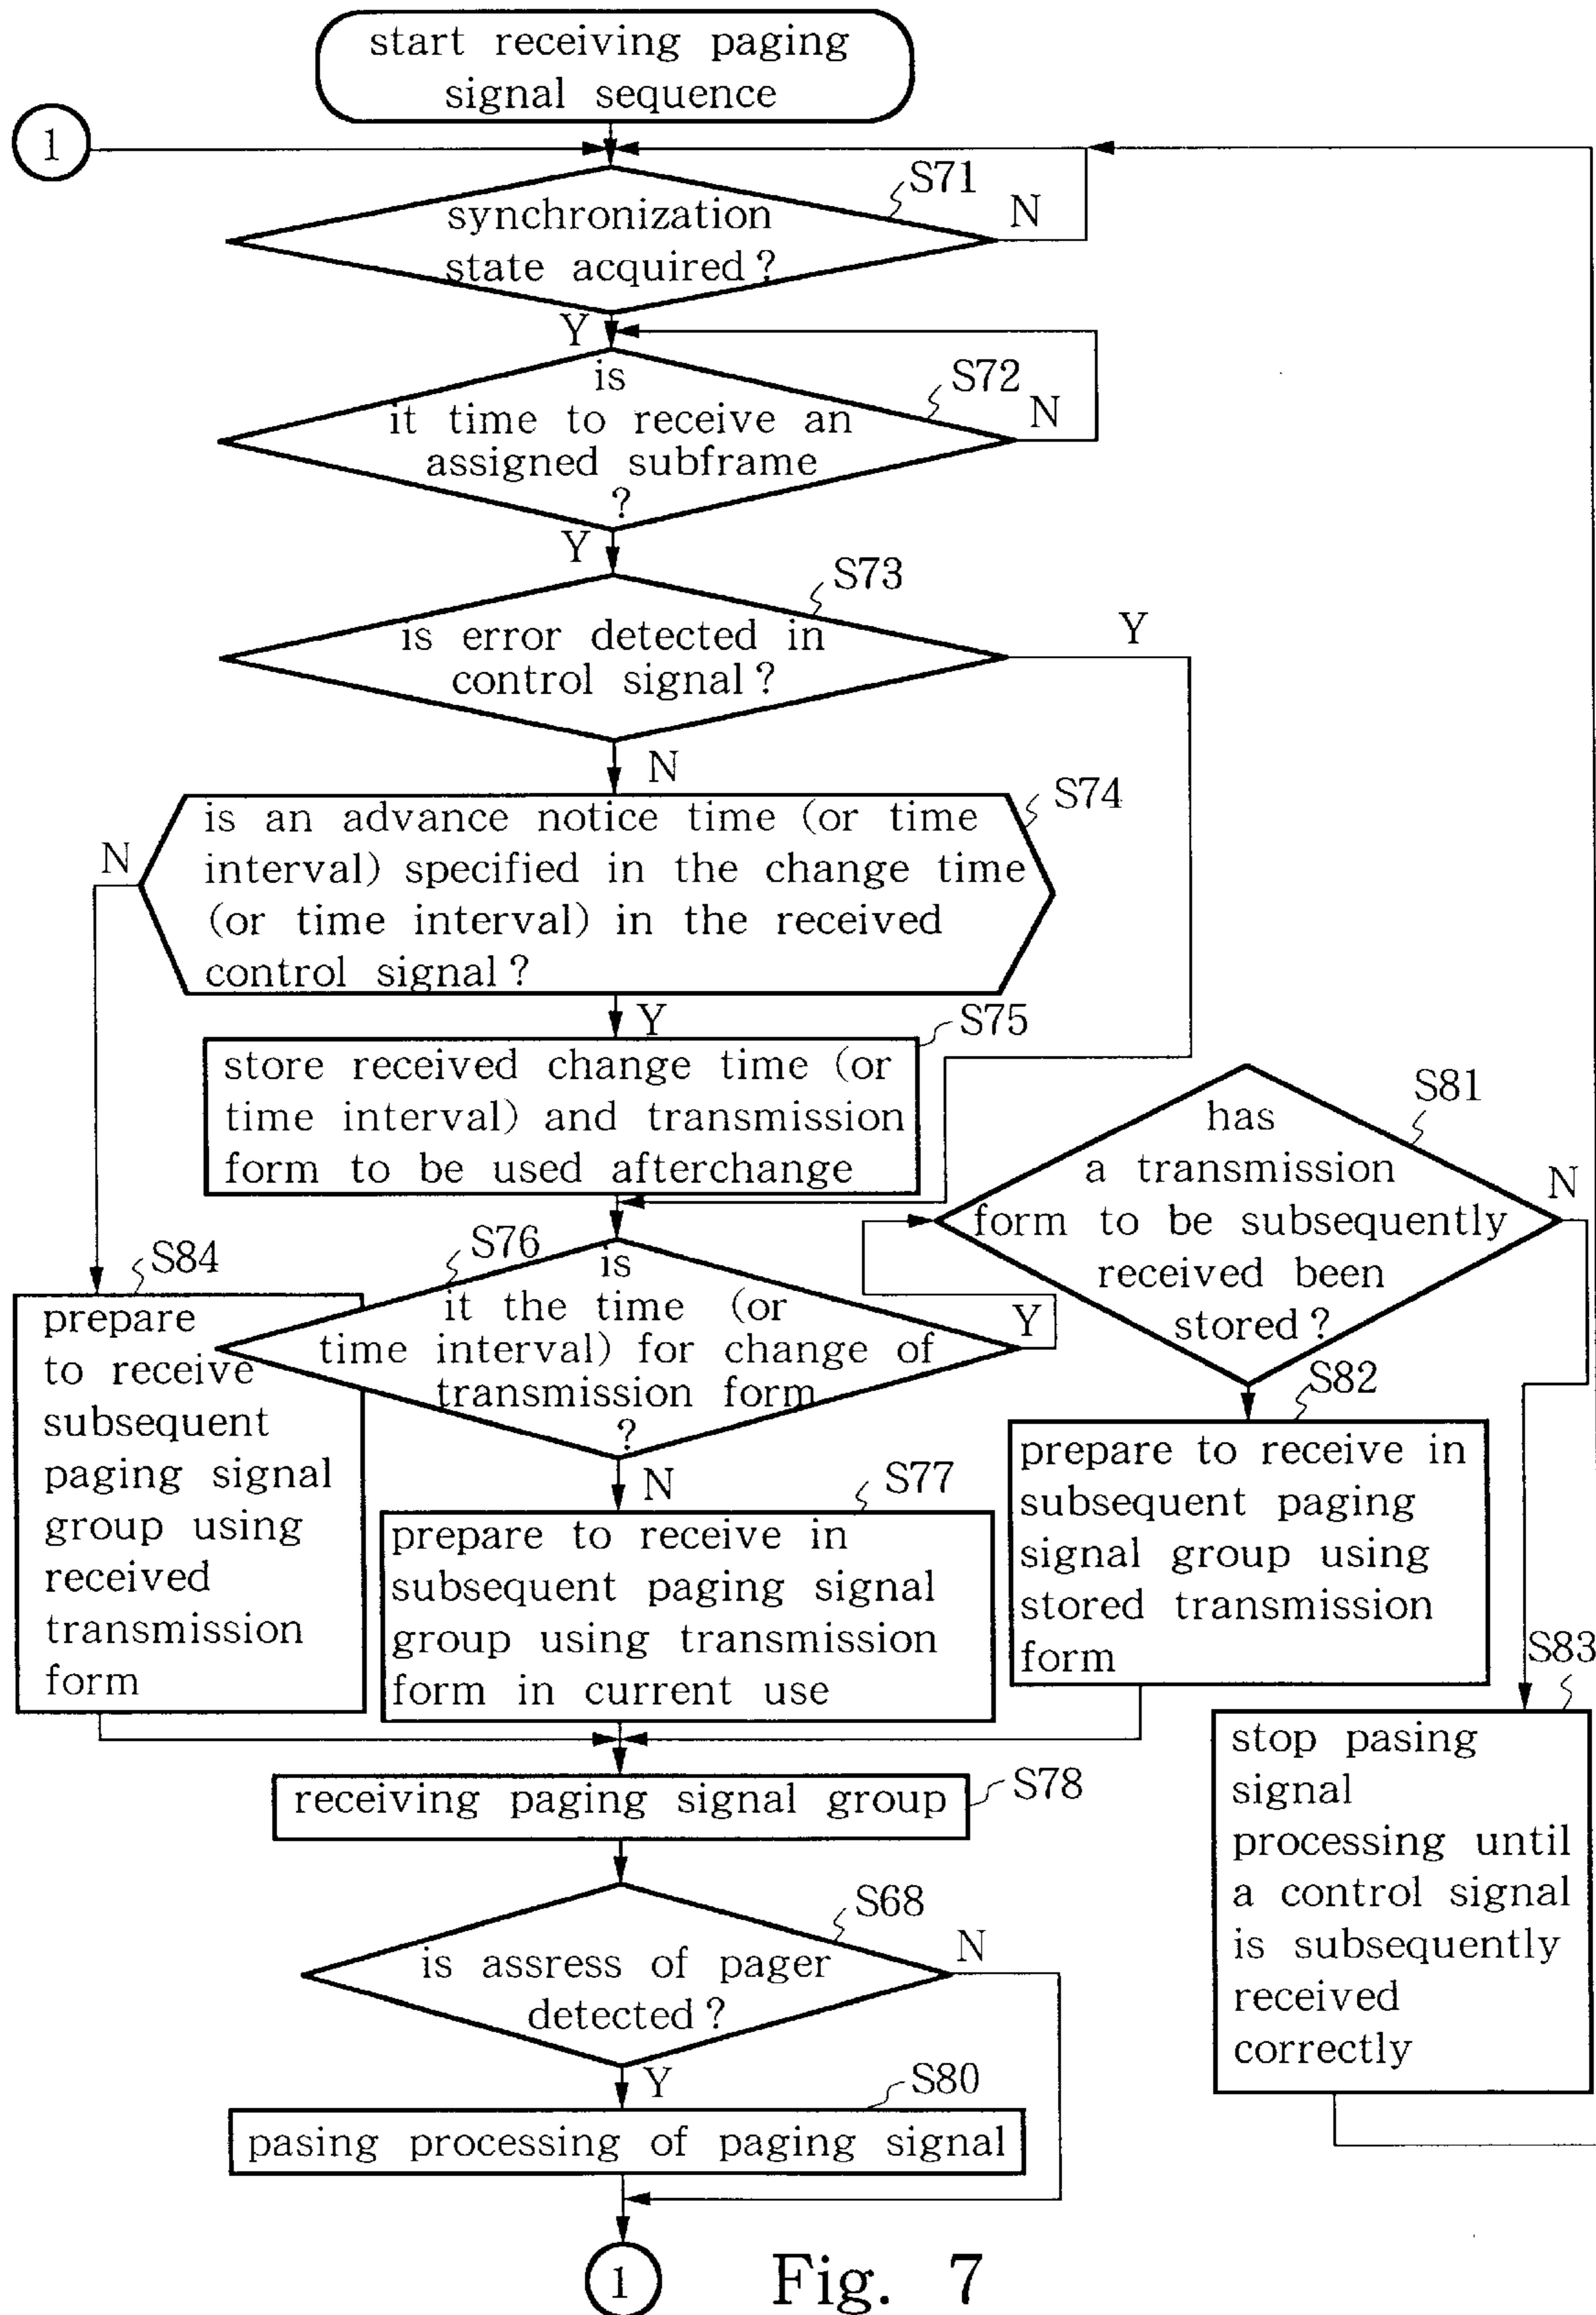 start receiving paging
signal sequence
1
S71
synchronization
state acquired?
N
Y
S72
is
it time to receive an
assigned subframe
?
N
Y
S73
is error detected in
control signal?
Y
N
S74
is an advance notice time (or time
interval) specified in the change time
(or time interval) in the received
control signal?
N
Y
S75
store received change time (or
time interval) and transmission
form to be used afterchange
S81
has
a transmission
form to be subsequently
received been
stored?
N
S76
is
it the time (or
time interval) for change of
transmission form
?
Y
N
S84
prepare
to receive
subsequent
paging signal
group using
received
transmission
form
S77
prepare to receive in
subsequent paging signal
group using transmission
form in current use
S82
prepare to receive in
subsequent paging
signal group using
stored transmission
form
S83
stop pasing
signal
processing until
a control signal
is subsequently
received
correctly
receiving paging signal group
S78
S68
is assress of pager
detected?
N
Y
S80
pasing processing of paging signal
1
Fig. 7